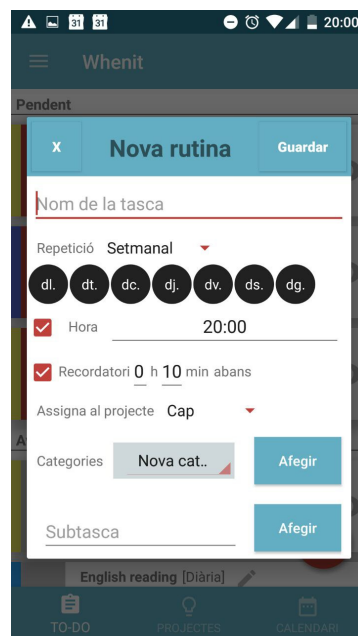 31 31 20:00
Whenit
Pendent
X Nova rutina Guardar
Nom de la tasca
Repetició Setmanal
dl. dt. dc. dj. dv. ds. dg.
Hora 20:00
Recordatori 0 h 10 min abans
Assigna al projecte Cap
A
Categories Nova cat.. Afegir
Subtasca Afegir
English reading [Diària]
TO-DO PROJECTES CALENDARI